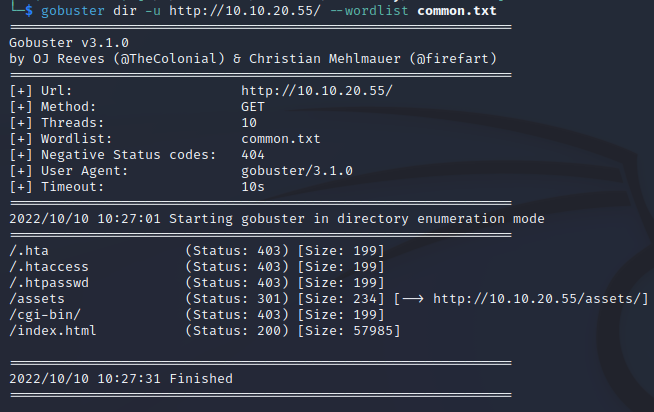 └─$ gobuster dir -u http://10.10.20.55/ --wordlist common.txt
===============================================================
Gobuster v3.1.0
by OJ Reeves (@TheColonial) & Christian Mehlmauer (@firefart)
===============================================================
[+] Url:                     http://10.10.20.55/
[+] Method:                  GET
[+] Threads:                 10
[+] Wordlist:                common.txt
[+] Negative Status codes:   404
[+] User Agent:              gobuster/3.1.0
[+] Timeout:                 10s
===============================================================
2022/10/10 10:27:01 Starting gobuster in directory enumeration mode
===============================================================
/.hta                 (Status: 403) [Size: 199]
/.htaccess            (Status: 403) [Size: 199]
/.htpasswd            (Status: 403) [Size: 199]
/assets               (Status: 301) [Size: 234] [--> http://10.10.20.55/assets/]
/cgi-bin/             (Status: 403) [Size: 199]
/index.html           (Status: 200) [Size: 57985]
===============================================================
2022/10/10 10:27:31 Finished
===============================================================